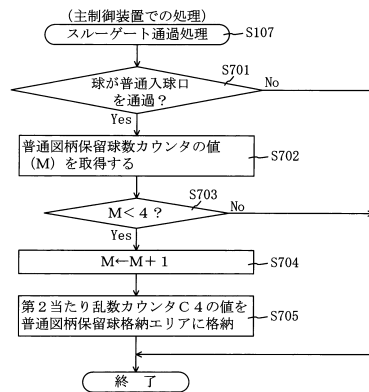 (主制御装置での処理)
スルーゲート通過処理
S107
S701
球が普通入球口
を通過？
No
Yes
普通図柄保留球数カウンタの値
（M）を取得する
S702
S703
M＜4？
No
Yes
M←M＋1
S704
第2当たり乱数カウンタC4の値を
普通図柄保留球格納エリアに格納
S705
終 了